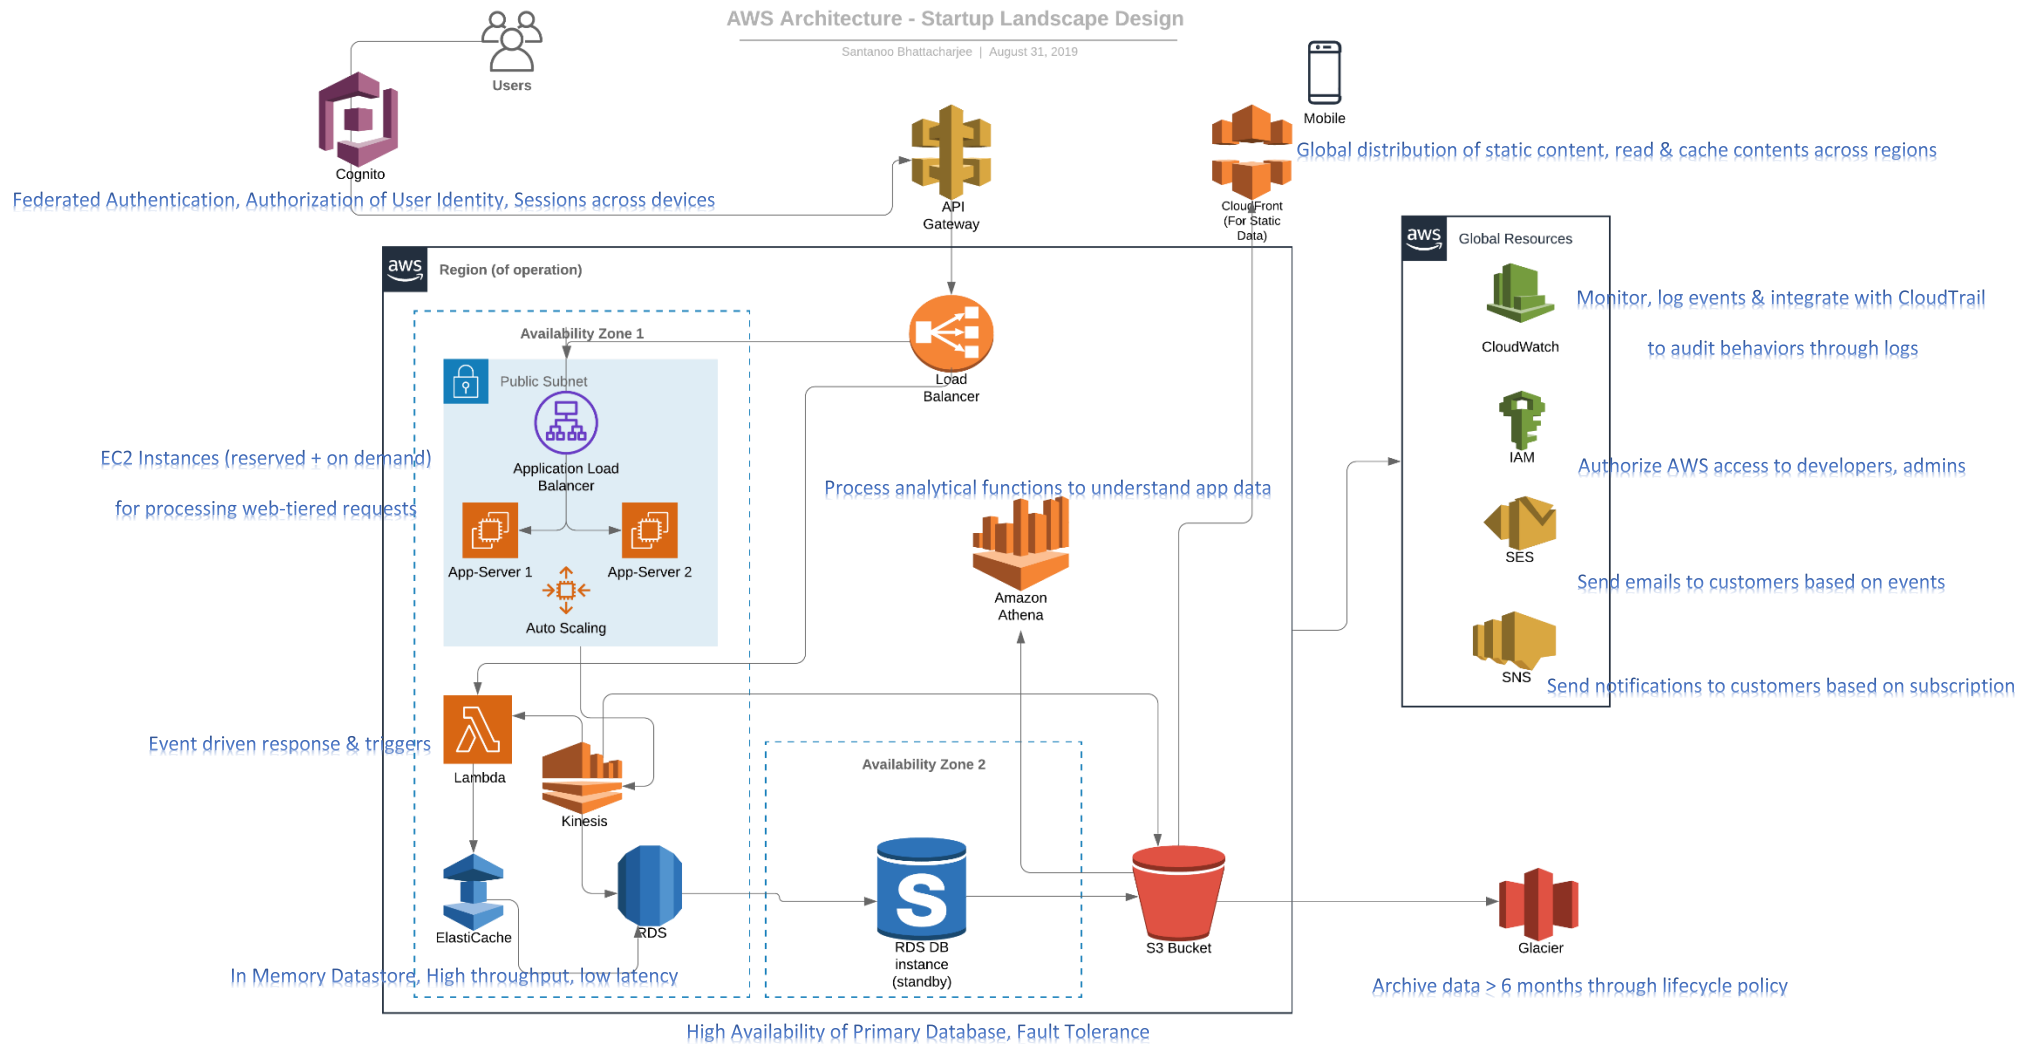 AWS Architecture - Startup Landscape Design
Santanoo Bhattacharjee | August 31, 2019
Users
Cognito
Federated Authentication, Authorization of User Identity, Sessions across devices
API
Gateway
Mobile
Global distribution of static content, read & cache contents across regions
CloudFront
(For Static
Data)
aws
Region (of operation)
aws
Global Resources
CloudWatch
Monitor, log events & integrate with CloudTrail
to audit behaviors through logs
IAM
Authorize AWS access to developers, admins
SES
Send emails to customers based on events
SNS
Send notifications to customers based on subscription
Load
Balancer
Availability Zone 1
Public Subnet
Application Load
Balancer
EC2 Instances (reserved + on demand)
for processing web-tiered requests
App-Server 1
App-Server 2
Auto Scaling
Process analytical functions to understand app data
Amazon
Athena
Event driven response & triggers
Lambda
Kinesis
ElastiCache
RDS
In Memory Datastore, High throughput, low latency
Availability Zone 2
S
RDS DB
instance
(standby)
S3 Bucket
Glacier
Archive data > 6 months through lifecycle policy
High Availability of Primary Database, Fault Tolerance